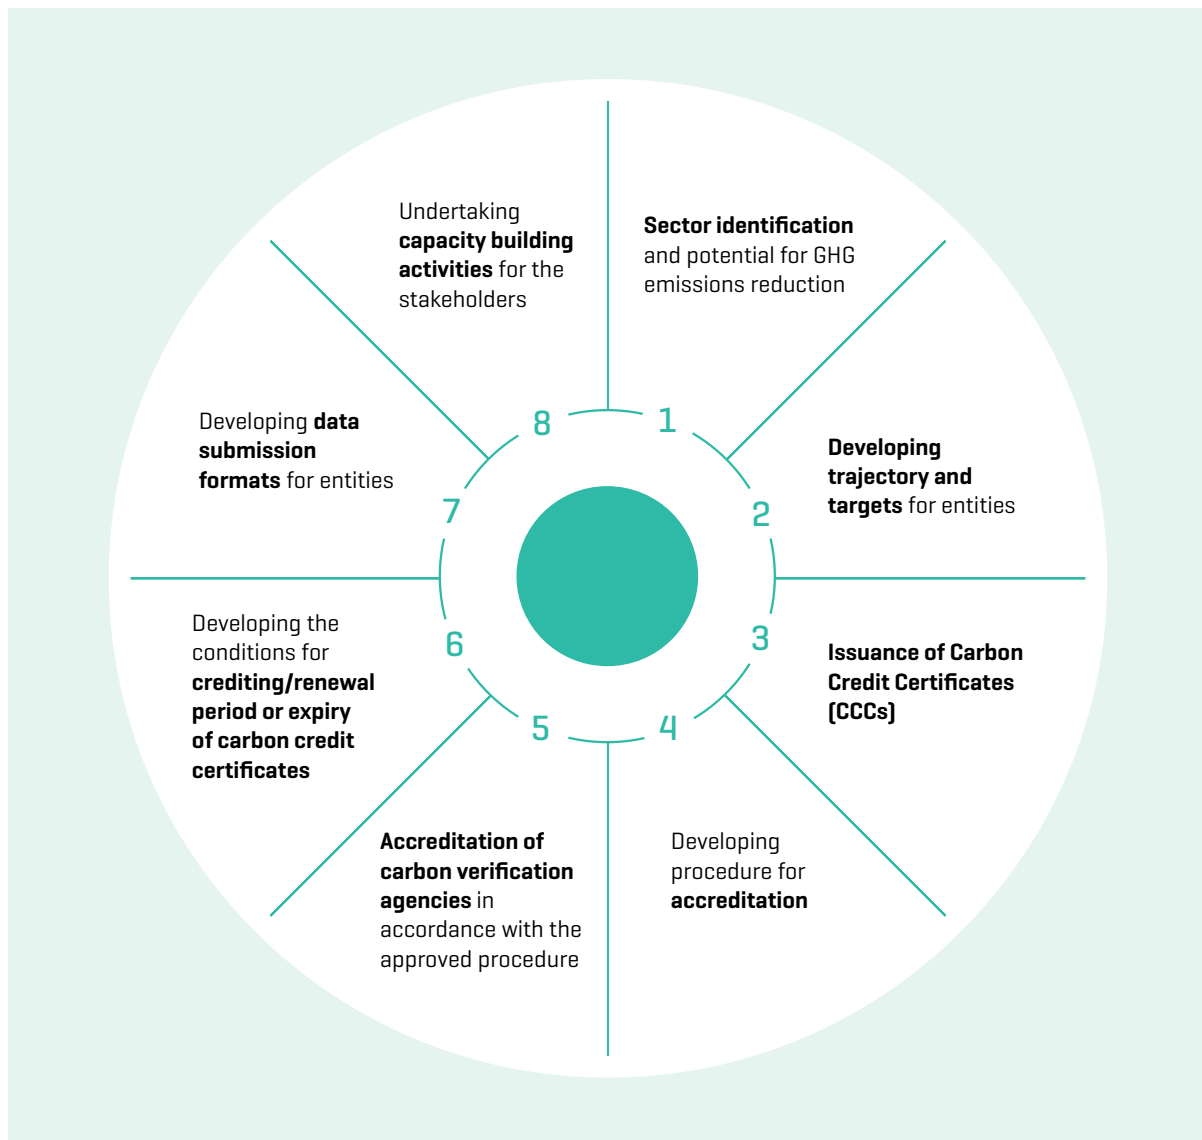 1
Sector identification
and potential for GHG
emissions reduction
2
Developing
trajectory and
targets for entities
3
Issuance of Carbon
Credit Certificates
(CCCs)
4
Developing
procedure for
accreditation
5
Accreditation of
carbon verification
agencies in
accordance with the
approved procedure
6
Developing the
conditions for
crediting/renewal
period or expiry
of carbon credit
certificates
7
Developing data
submission
formats for entities
8
Undertaking
capacity building
activities for the
stakeholders